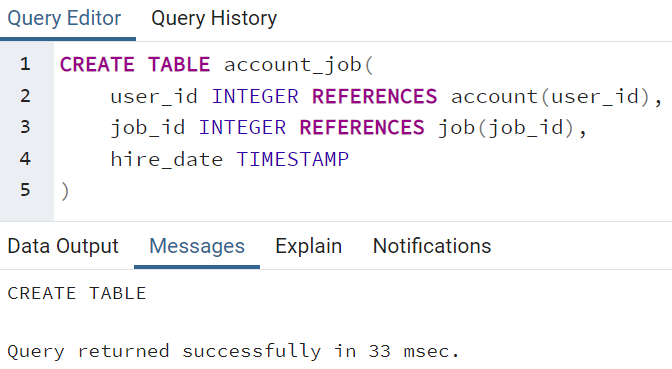 Query Editor Query History
1 CREATE TABLE account_job(
2 user_id INTEGER REFERENCES account(user_id),
3 job_id INTEGER REFERENCES job(job_id),
4 hire_date TIMESTAMP
5 )
Data Output Messages Explain Notifications
CREATE TABLE
Query returned successfully in 33 msec.